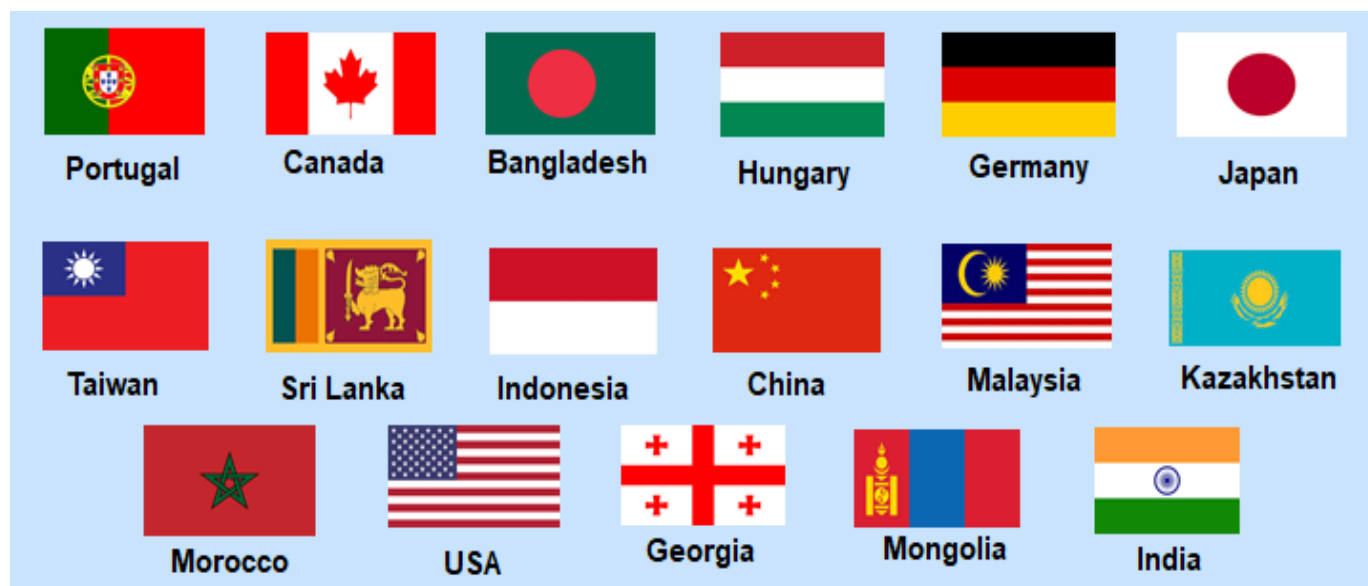 Portugal
Canada
Bangladesh
Hungary
Germany
Japan
Taiwan
Sri Lanka
Indonesia
China
Malaysia
Kazakhstan
Morocco
USA
Georgia
Mongolia
India